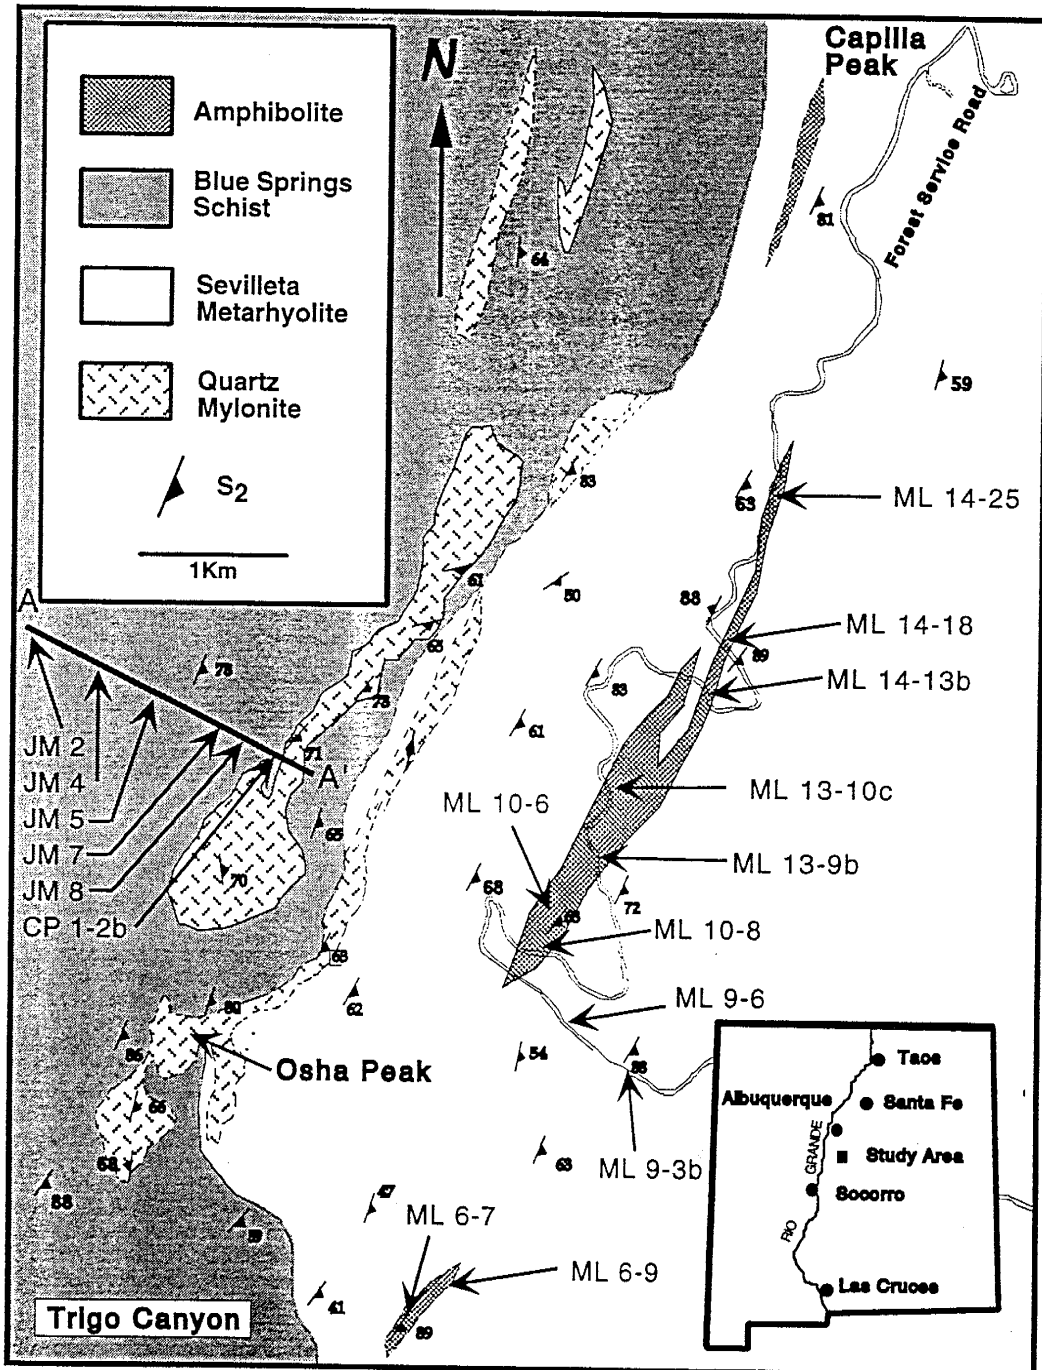 Amphibolite
Blue Springs
Schist
Sevilleta
Metarhyolite
Quartz
Mylonite
S2
1Km
N
Capilla
Peak
Forest Service Road
81
64
59
83
63
ML 14-25
61
50
88
ML 14-18
65
89
ML 14-13b
A
78
73
83
61
71
A'
JM 2
JM 4
JM 5
JM 7
JM 8
CP 1-2b
ML 13-10c
ML 10-6
65
ML 13-9b
70
68
72
ML 10-8
63
62
ML 9-6
80
86
54
Osha Peak
66
68
88
ML 9-3b
63
47
59
ML 6-7
ML 6-9
41
89
Trigo Canyon
Taos
Albuquerque
Santa Fe
GRANDE
Study Area
Socorro
RIO
Las Cruces